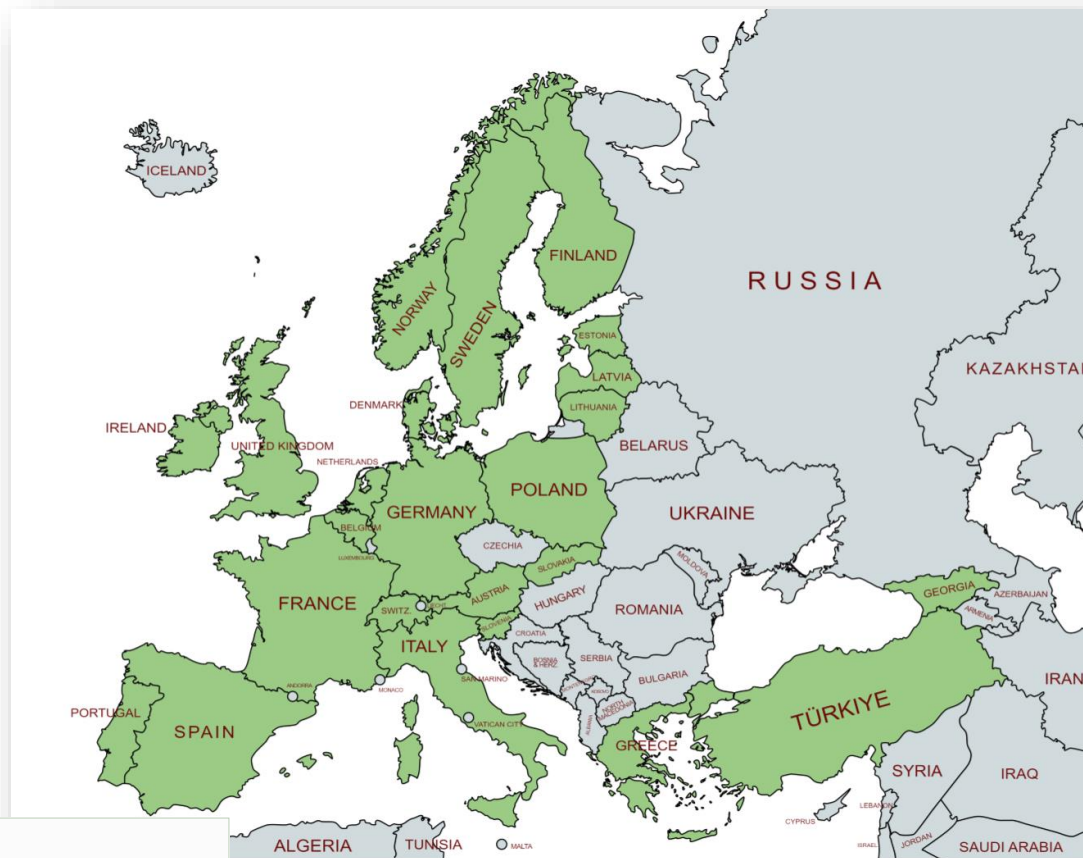 ICELAND
FINLAND
RUSSIA
NORWAY
SWEDEN
ESTONIA
KAZAKHSTA
LATVIA
DENMARK
LITHUANIA
IRELAND
UNITED KINGDOM
BELARUS
NETHERLANDS
POLAND
GERMANY
UKRAINE
BELGIUM
CZECHIA
LUXEMBOURG
SLOVAKIA
MOLDOVA
AUSTRIA
GEORGIA
AZERBAIJAN
FRANCE
SWITZ.
HUNGARY
ROMANIA
ARMENIA
SLOVENIA
CROATIA
ITALY
BOSNIA
& HERZ.
SERBIA
SAN MARINO
BULGARIA
IRAN
ANDORRA
MONACO
MONTENEGRO
KOSOVO
PORTUGAL
SPAIN
VATICAN CITY
NORTH
MACEDONIA
ALBANIA
TÜRKIYE
GREECE
SYRIA
IRAQ
CYPRUS
LEBANON
ALGERIA
TUNISIA
MALTA
ISRAEL
JORDAN
SAUDI ARABIA